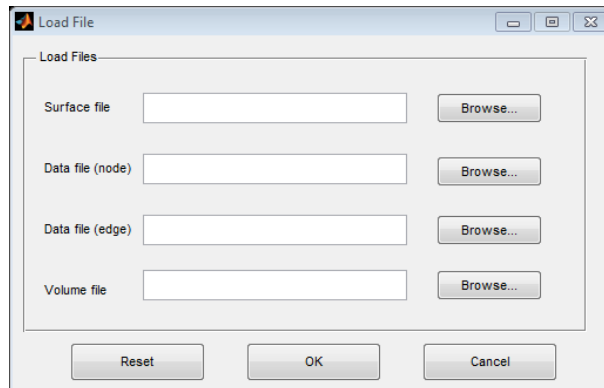 Load File
Load Files
Surface file
Browse...
Data file (node)
Browse...
Data file (edge)
Browse...
Volume file
Browse...
Reset
OK
Cancel